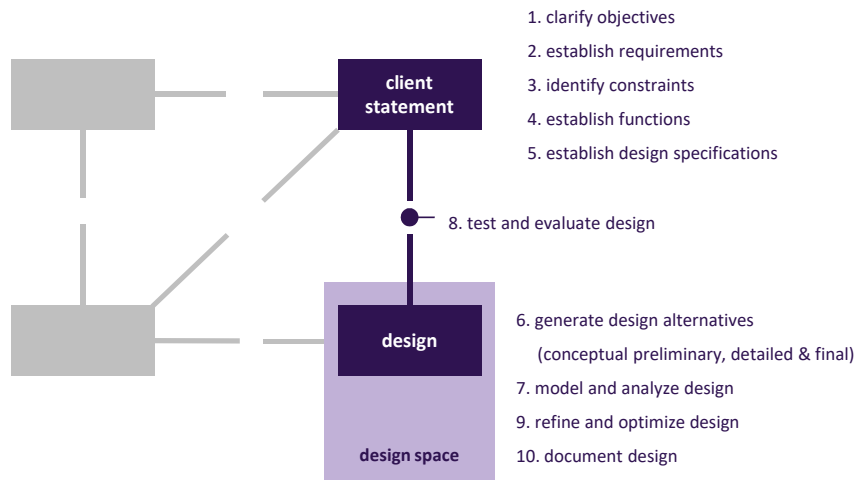 1. clarify objectives
2. establish requirements
3. identify constraints
4. establish functions
5. establish design specifications
client
statement
8. test and evaluate design
design
design space
6. generate design alternatives
(conceptual preliminary, detailed & final)
7. model and analyze design
9. refine and optimize design
10. document design